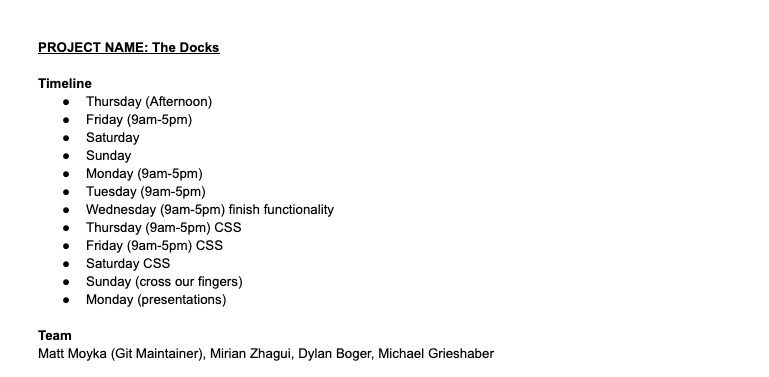 PROJECT NAME: The Docks
Timeline
● Thursday (Afternoon)
● Friday (9am-5pm)
● Saturday
● Sunday
● Monday (9am-5pm)
● Tuesday (9am-5pm)
● Wednesday (9am-5pm) finish functionality
● Thursday (9am-5pm) CSS
● Friday (9am-5pm) CSS
● Saturday CSS
● Sunday (cross our fingers)
● Monday (presentations)
Team
Matt Moyka (Git Maintainer), Mirian Zhagui, Dylan Boger, Michael Grieshaber